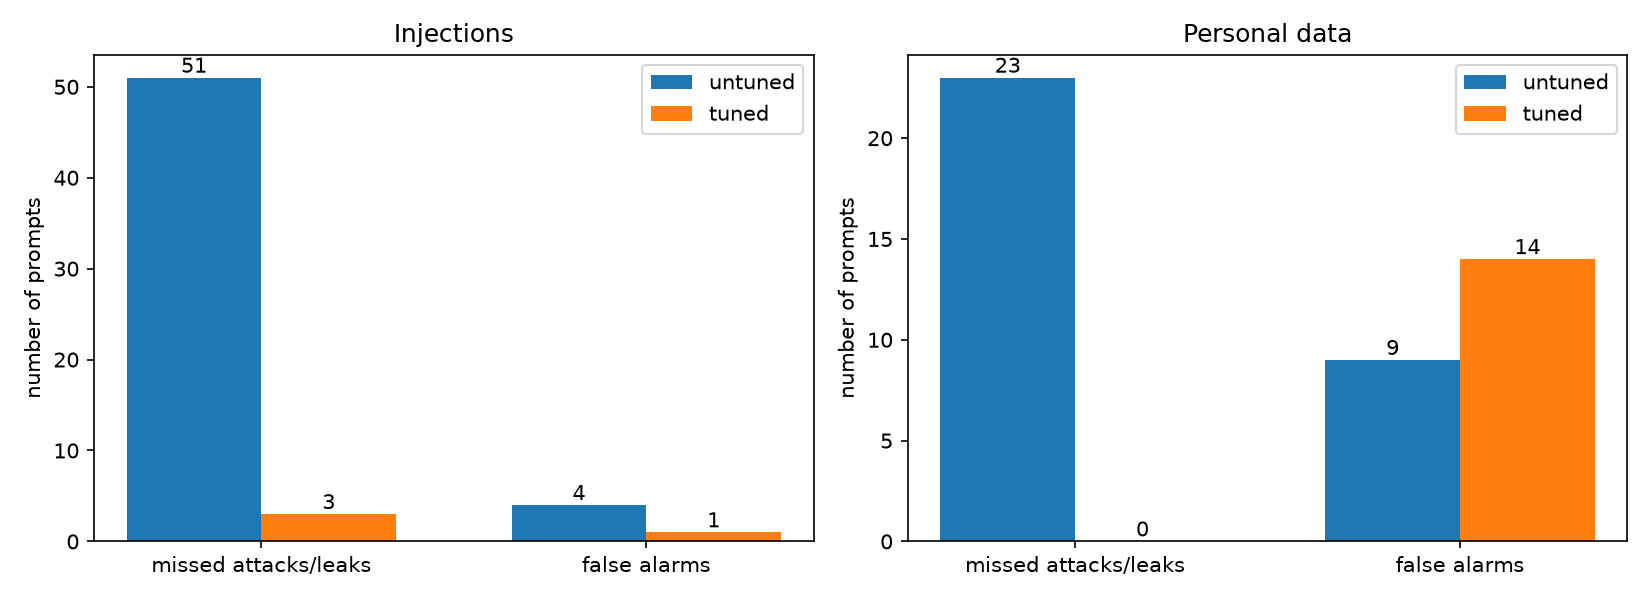 Injections
51
3
4
1
untuned
tuned
number of prompts
50
40
30
20
10
0
missed attacks/leaks
false alarms
Personal data
23
0
9
14
untuned
tuned
number of prompts
20
15
10
5
0
missed attacks/leaks
false alarms